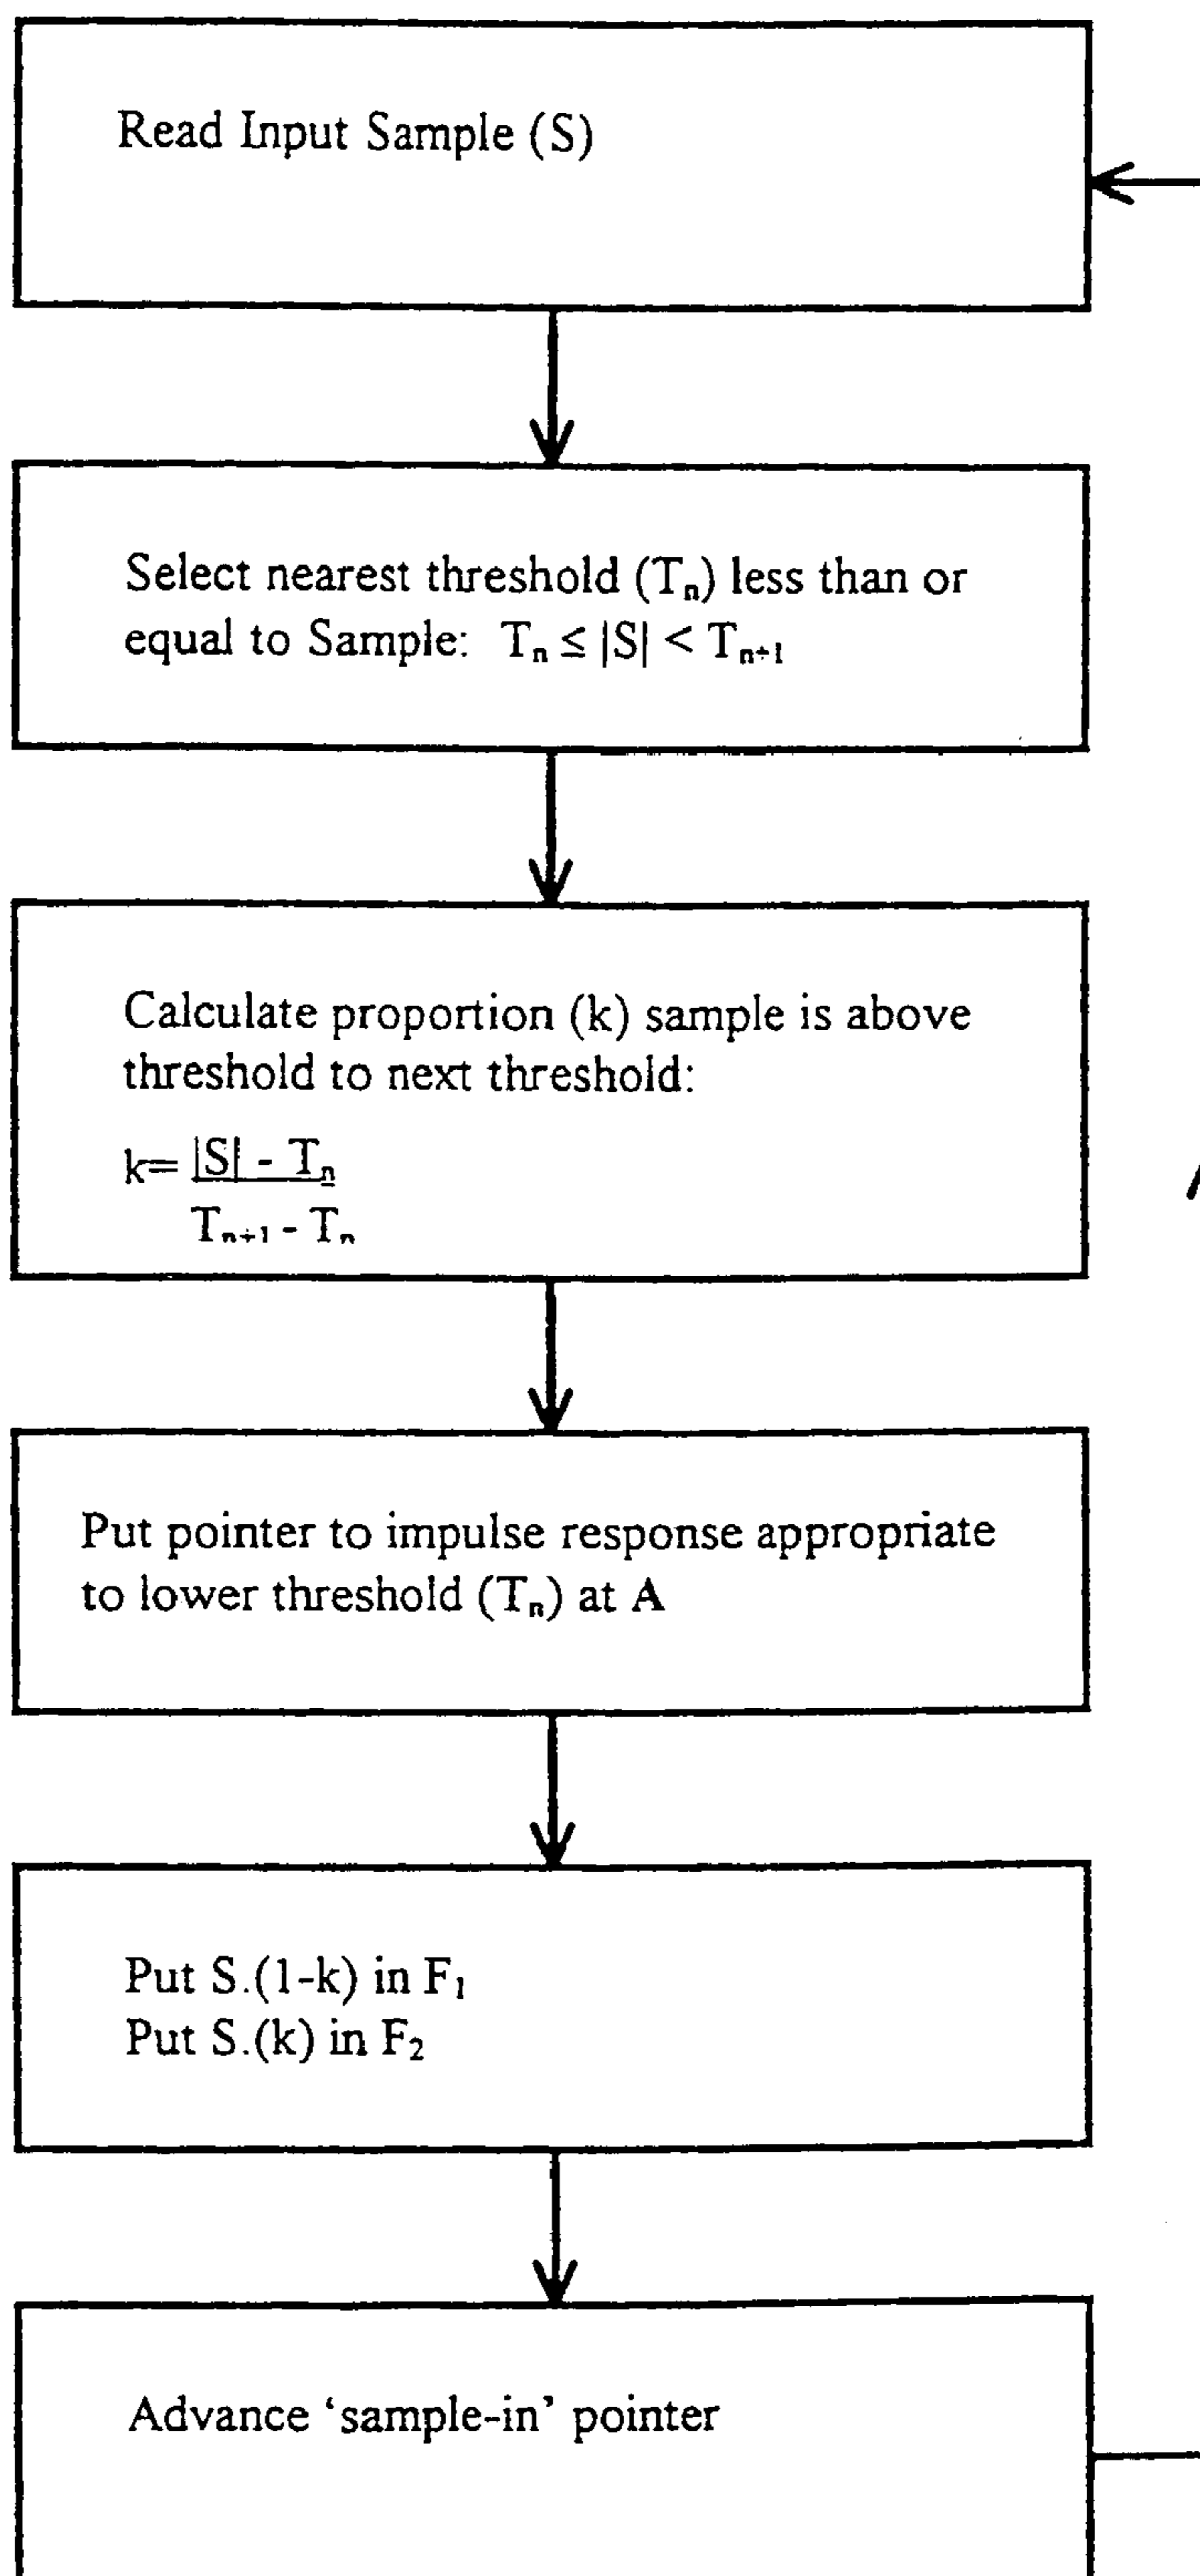 Read Input Sample (S)
Select nearest threshold (Tₙ) less than or
equal to Sample: Tₙ ≤ |S| < Tₙ₊₁
Calculate proportion (k) sample is above
threshold to next threshold:
k= |S| - Tₙ
Tₙ₊₁ - Tₙ
Put pointer to impulse response appropriate
to lower threshold (Tₙ) at A
Put S.(1-k) in F₁
Put S.(k) in F₂
Advance ‘sample-in’ pointer